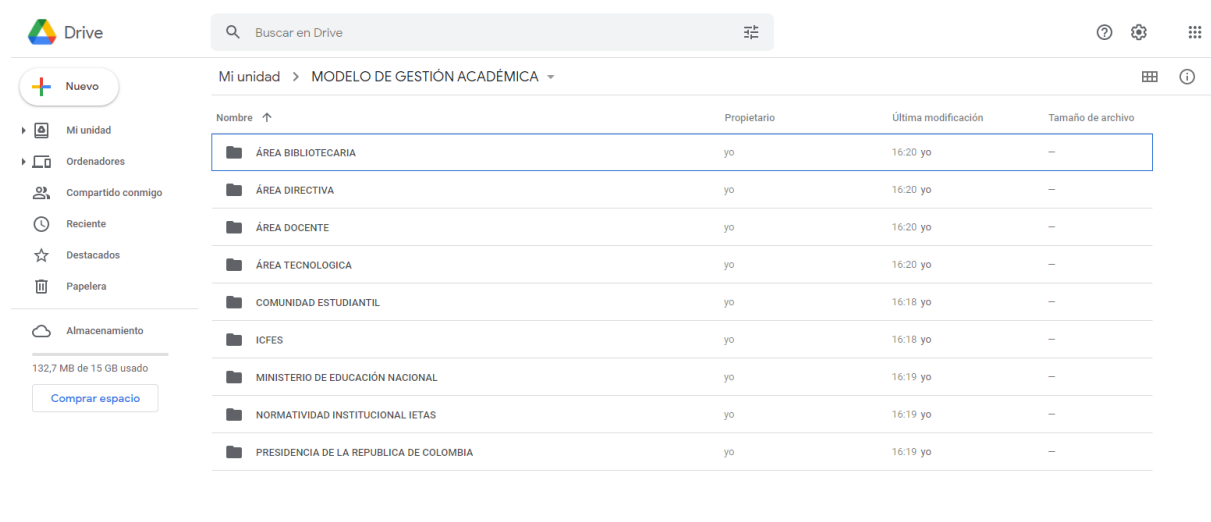 Drive
Buscar en Drive
Mi unidad > MODELO DE GESTIÓN ACADÉMICA
Nuevo
Mi unidad
Ordenadores
Compartido conmigo
Reciente
Destacados
Papelera
Almacenamiento
132,7 MB de 15 GB usado
Comprar espacio
Nombre Propietario Última modificación Tamaño de archivo
ÁREA BIBLIOTECARIA yo 16:20 yo —
ÁREA DIRECTIVA yo 16:20 yo —
ÁREA DOCENTE yo 16:20 yo —
ÁREA TECNOLOGICA yo 16:20 yo —
COMUNIDAD ESTUDIANTIL yo 16:18 yo —
ICFES yo 16:18 yo —
MINISTERIO DE EDUCACIÓN NACIONAL yo 16:19 yo —
NORMATIVIDAD INSTITUCIONAL IETAS yo 16:19 yo —
PRESIDENCIA DE LA REPUBLICA DE COLOMBIA yo 16:19 yo —